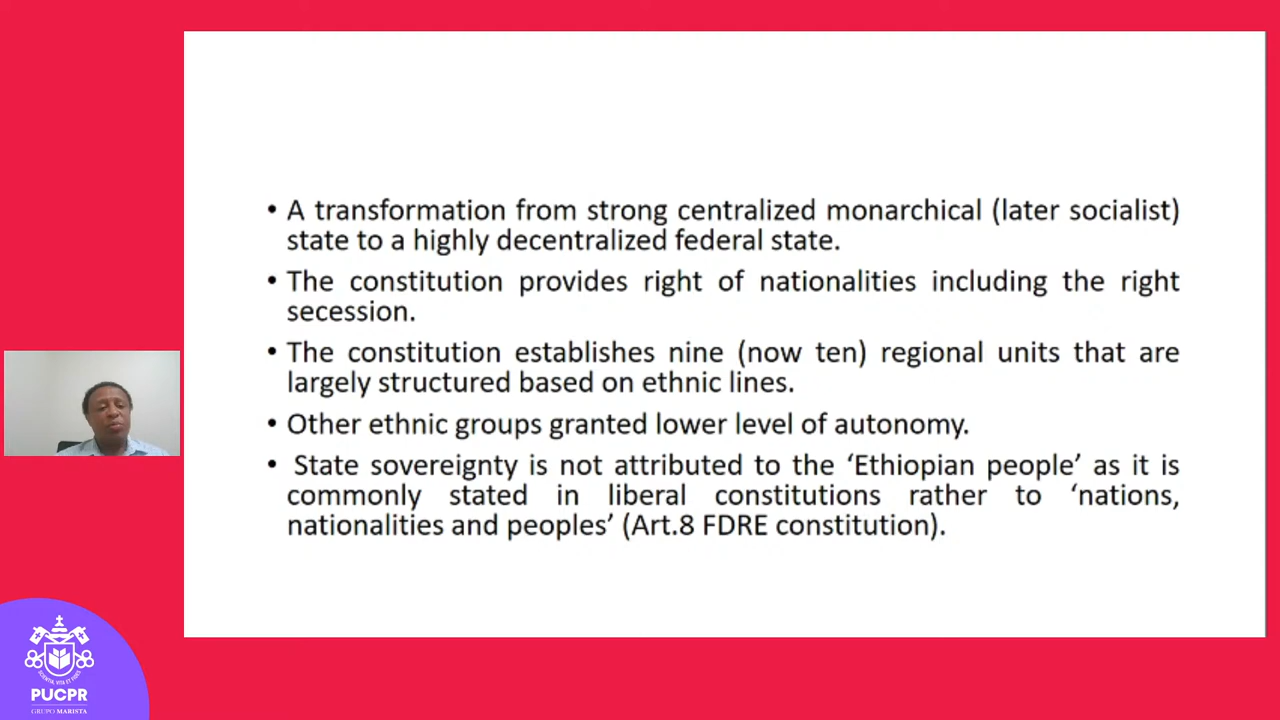 • A transformation from strong centralized monarchical (later socialist)
state to a highly decentralized federal state.
• The constitution provides right of nationalities including the right
secession.
• The constitution establishes nine (now ten) regional units that are
largely structured based on ethnic lines.
• Other ethnic groups granted lower level of autonomy.
• State sovereignty is not attributed to the ‘Ethiopian people’ as it is
commonly stated in liberal constitutions rather to ‘nations,
nationalities and peoples’ (Art.8 FDRE constitution).
PUCPR
GRUPO MARISTA